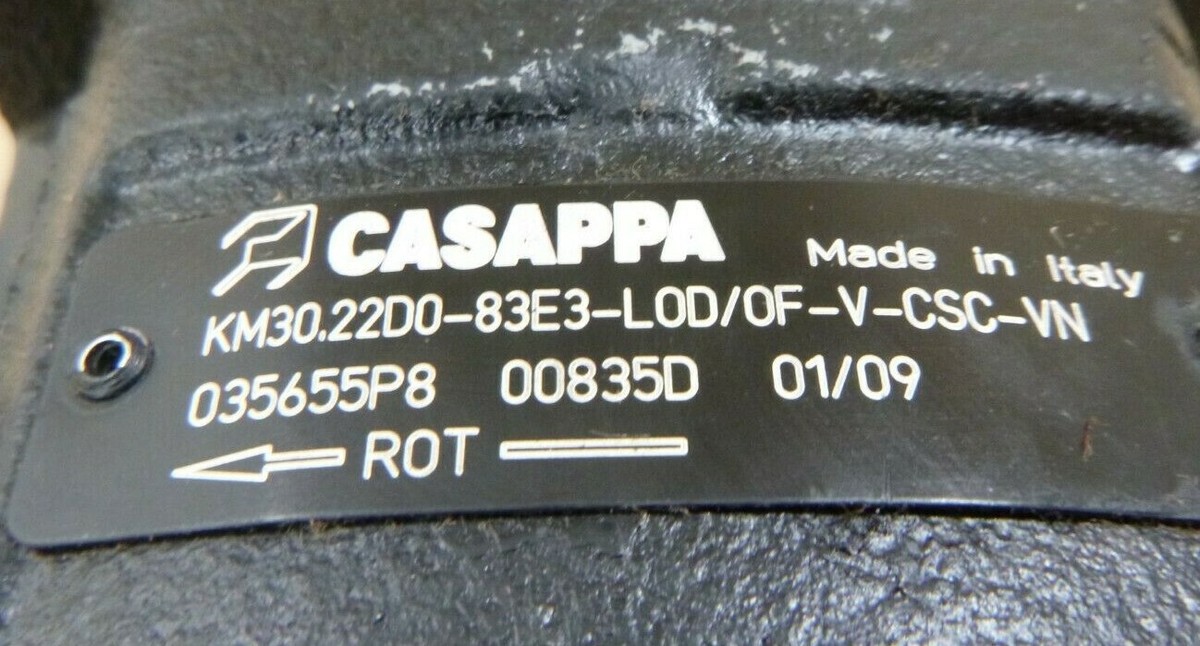 CASAPPA Made in Italy
KM30.22D0-83E3-LOD/OF-V-CSC-VN
035655P8 00835D 01/09
ROT